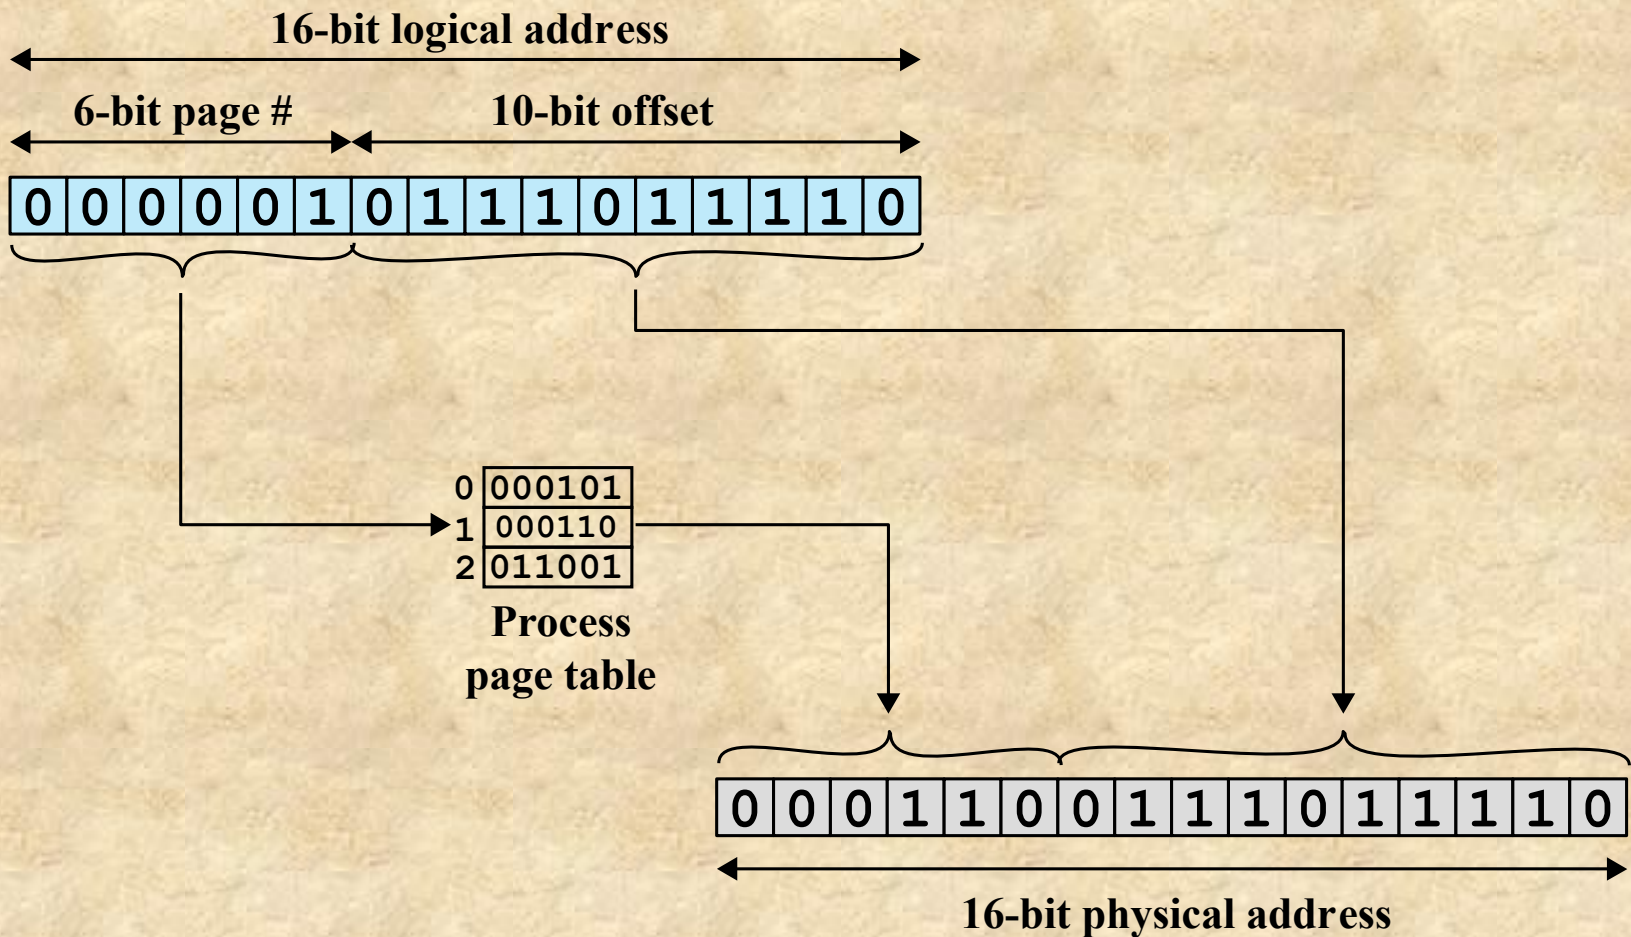 16-bit logical address
6-bit page # 10-bit offset
0 0 0 0 0 1 0 1 1 1 0 1 1 1 1 0
0 000101
1 000110
2 011001
Process
page table
0 0 0 1 1 0 0 1 1 1 0 1 1 1 1 0
16-bit physical address